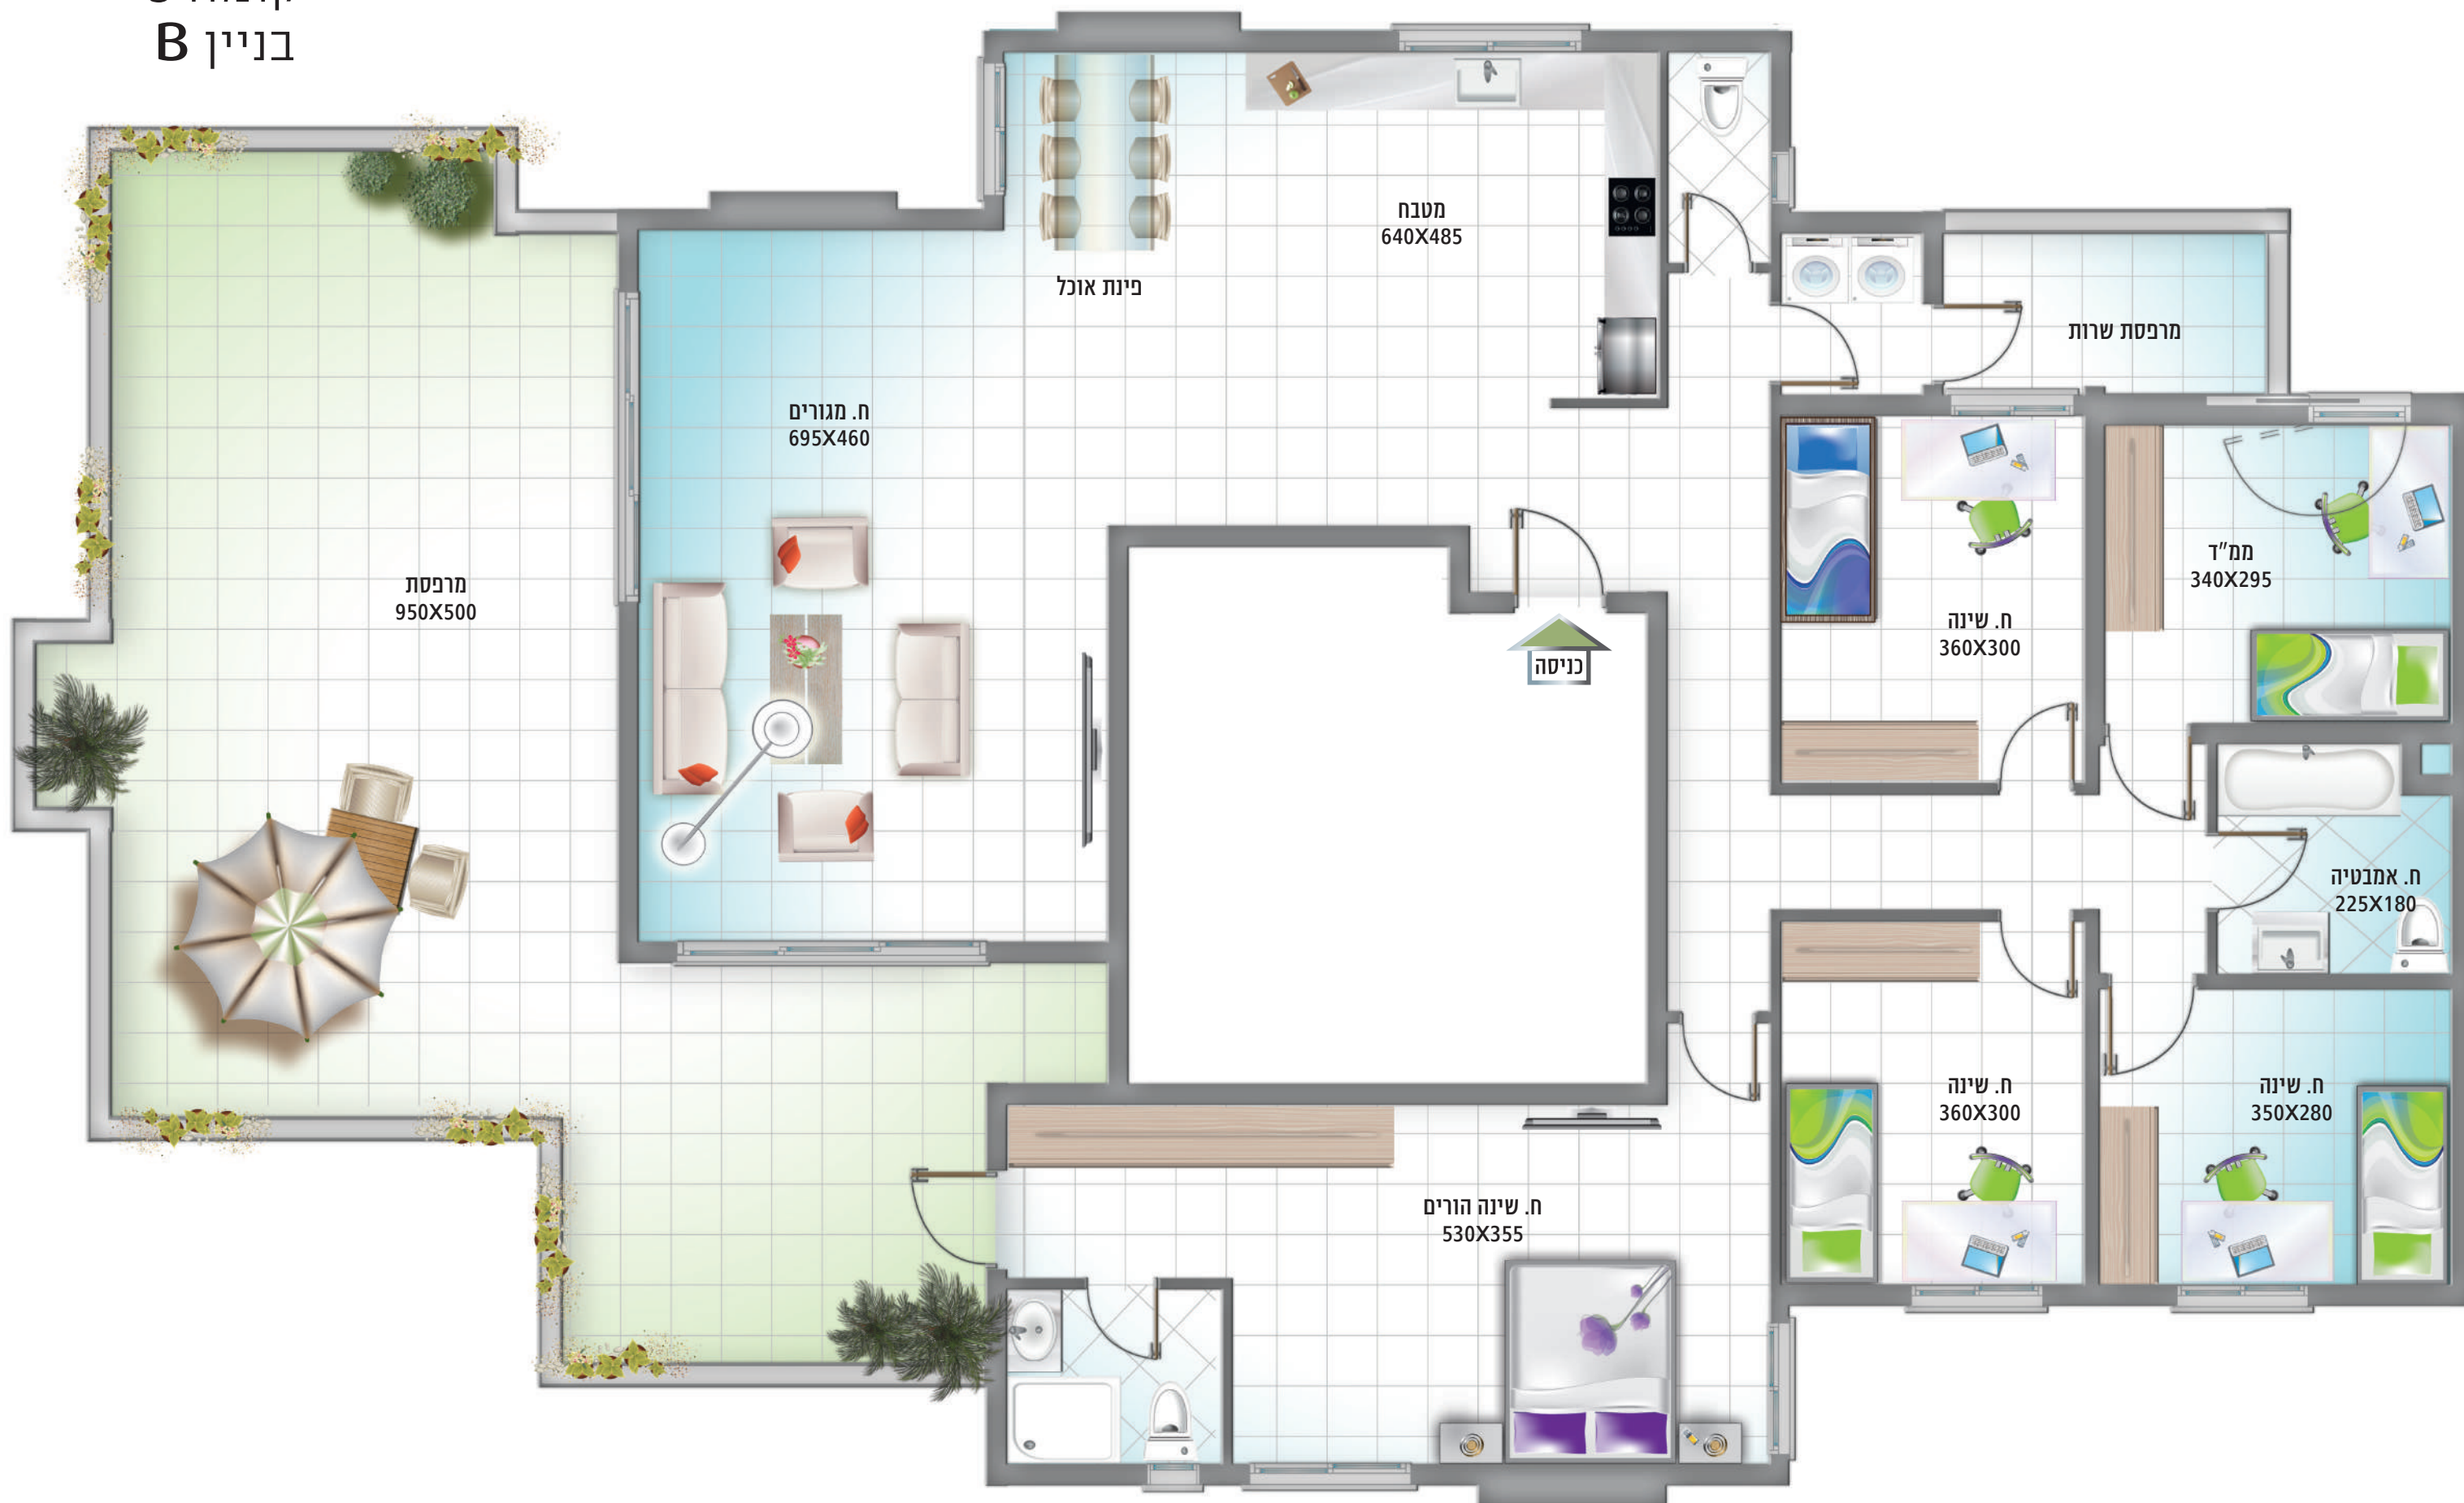 בניין B
מטבח
640X485
פינת אוכל
מרפסת שרות
ח. מגורים
695X460
ממ"ד
340X295
מרפסת
950X500
ח. שינה
360X300
כניסה
ח. אמבטיה
225X180
ח. שינה
360X300
ח. שינה
350X280
ח. שינה הורים
530X355